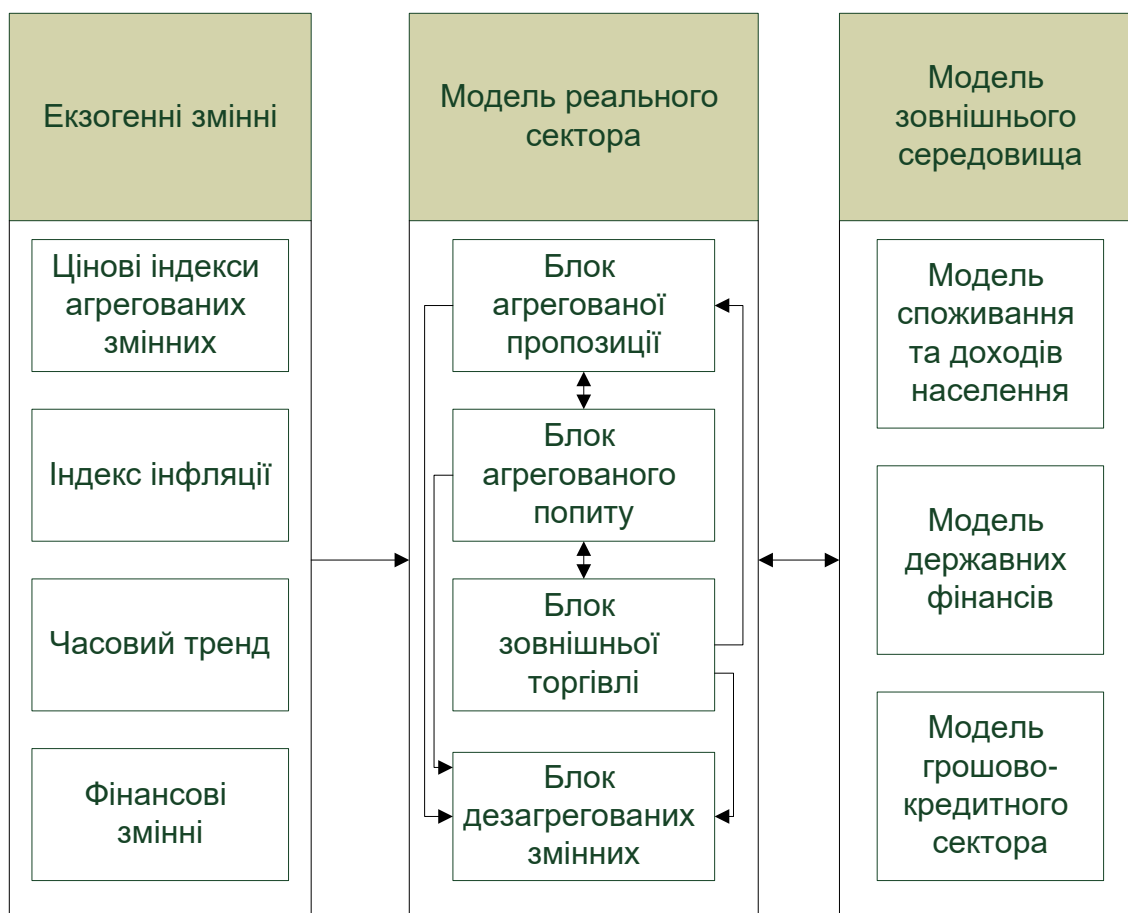 Екзогенні змінні
Цінові індекси
агрегованих
змінних
Індекс інфляції
Часовий тренд
Фінансові
змінні
Модель реального
сектора
Блок
агрегованої
пропозиції
Блок
агрегованого
попиту
Блок
зовнішньої
торгівлі
Блок
дезагрегованих
змінних
Модель
зовнішнього
середовища
Модель
споживання
та доходів
населення
Модель
державних
фінансів
Модель
грошово-
кредитного
сектора